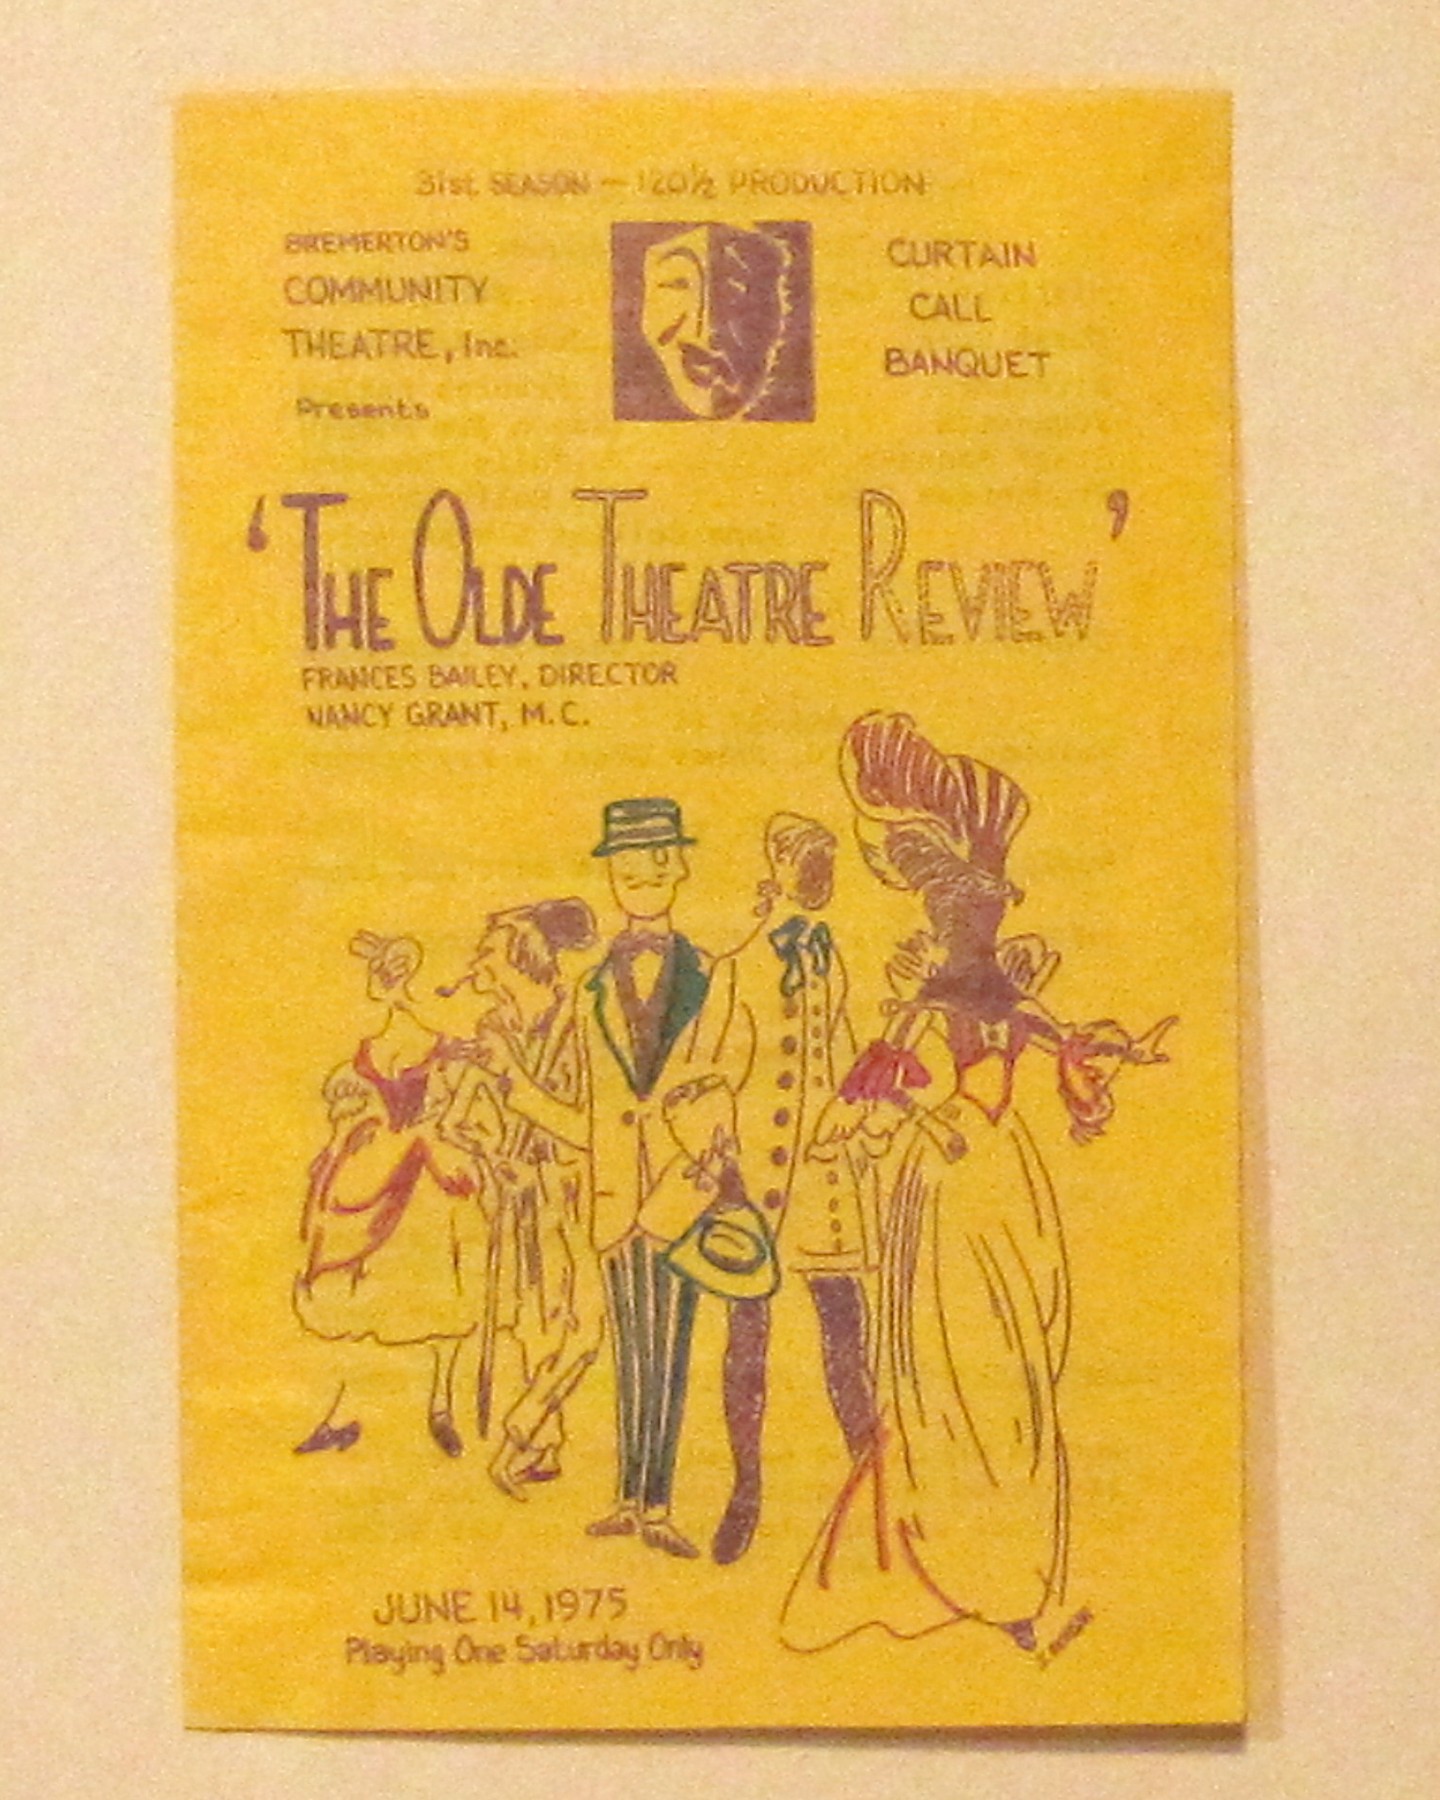 31st SEASON – 120½ PRODUCTION
BREMERTON'S
COMMUNITY
THEATRE, Inc.
Presents
CURTAIN
CALL
BANQUET
‘THE OLDE THEATRE REVIEW’
FRANCES BAILEY, DIRECTOR
NANCY GRANT, M.C.
JUNE 14, 1975
Playing One Saturday Only